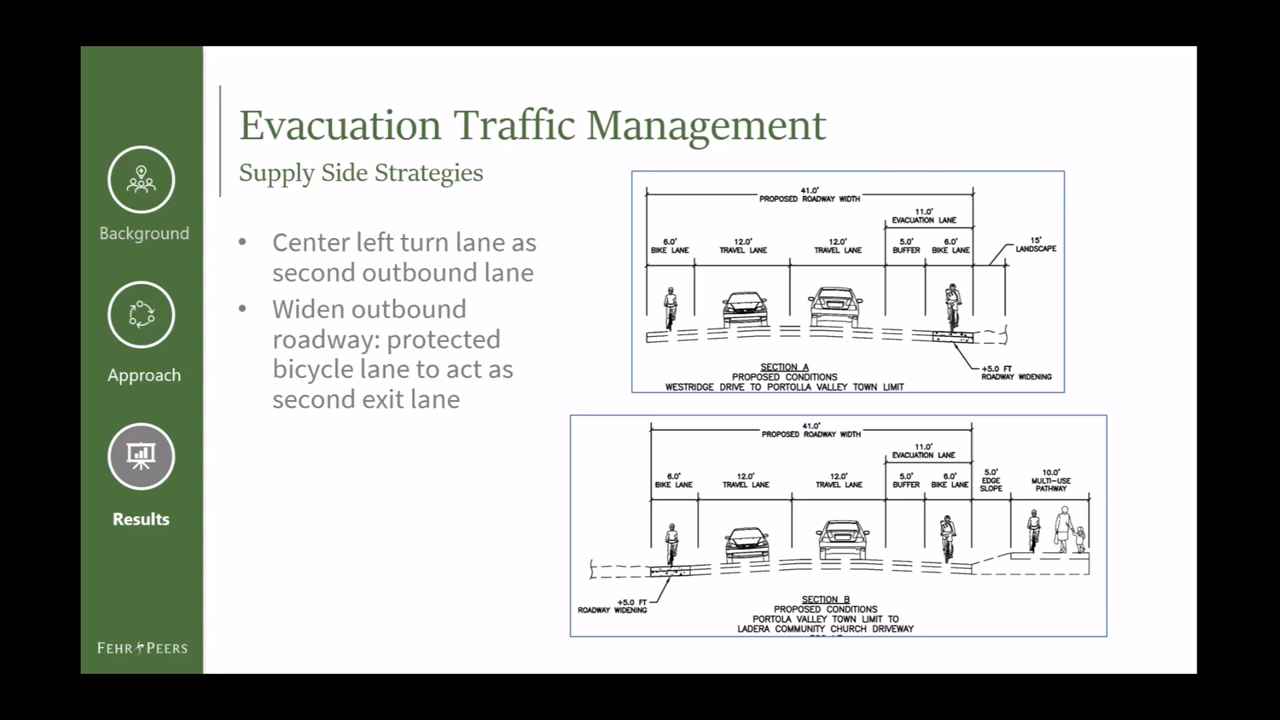 Evacuation Traffic Management
Supply Side Strategies
Background
Approach
Results
FEHR PEERS
• Center left turn lane as
second outbound lane
• Widen outbound
roadway: protected
bicycle lane to act as
second exit lane
41.0'
PROPOSED ROADWAY WIDTH
11.0'
EVACUATION LANE
6.0'
BIKE LANE
12.0'
TRAVEL LANE
12.0'
TRAVEL LANE
5.0'
BUFFER
6.0'
BIKE LANE
15'
LANDSCAPE
+5.0 FT
ROADWAY WIDENING
SECTION A
PROPOSED CONDITIONS
WESTRIDGE DRIVE TO PORTOLLA VALLEY TOWN LIMIT
41.0'
PROPOSED ROADWAY WIDTH
11.0'
EVACUATION LANE
6.0'
BIKE LANE
12.0'
TRAVEL LANE
12.0'
TRAVEL LANE
5.0'
BUFFER
6.0'
BIKE LANE
5.0'
EDGE
SLOPE
10.0'
MULTI-USE
PATHWAY
+5.0 FT
ROADWAY WIDENING
SECTION B
PROPOSED CONDITIONS
PORTOLA VALLEY TOWN LIMIT TO
LADERA COMMUNITY CHURCH DRIVEWAY